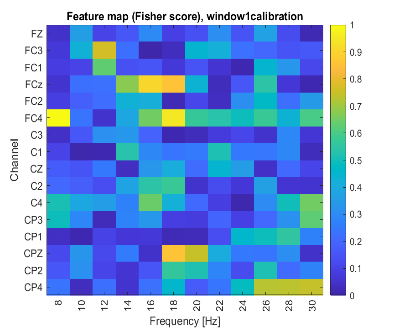 Feature map (Fisher score), window1calibration
Channel
FZ
FC3
FC1
FCz
FC2
FC4
C3
C1
CZ
C2
C4
CP3
CP1
CPZ
CP2
CP4
8 10 12 14 16 18 20 22 24 26 28 30
Frequency [Hz]
1
0.9
0.8
0.7
0.6
0.5
0.4
0.3
0.2
0.1
0